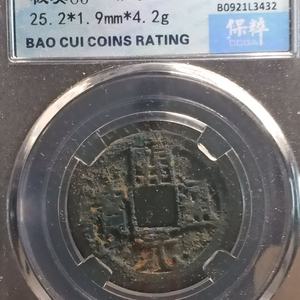 B0921L3432
25.2*1.9mm*4.2g
保粹
BAO CUI COINS RATING
開
元